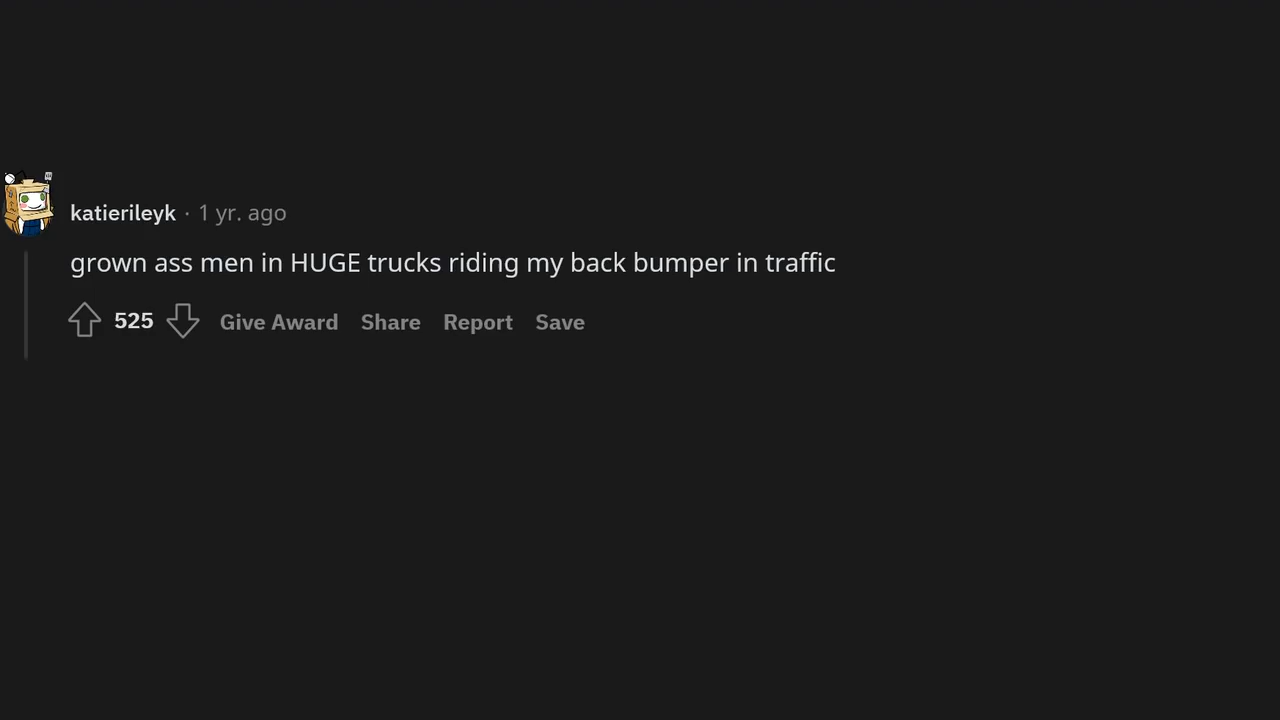 katierileyk · 1 yr. ago
grown ass men in HUGE trucks riding my back bumper in traffic
525 Give Award Share Report Save